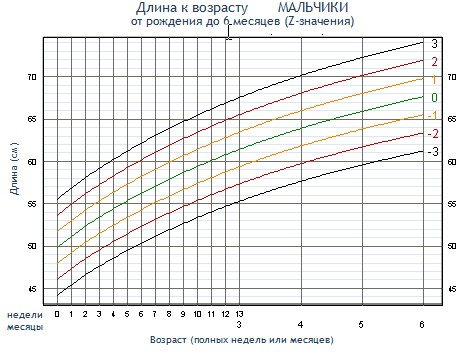 Длина к возрасту МАЛЬЧИКИ
от рождения до 6 месяцев (Z-значения)
Длина (см)
70
65
60
55
50
45
3
2
1
0
-1
-2
-3
недели 0 1 2 3 4 5 6 7 8 9 10 11 12 13
месяцы 3 4 5 6
Возраст (полных недель или месяцев)